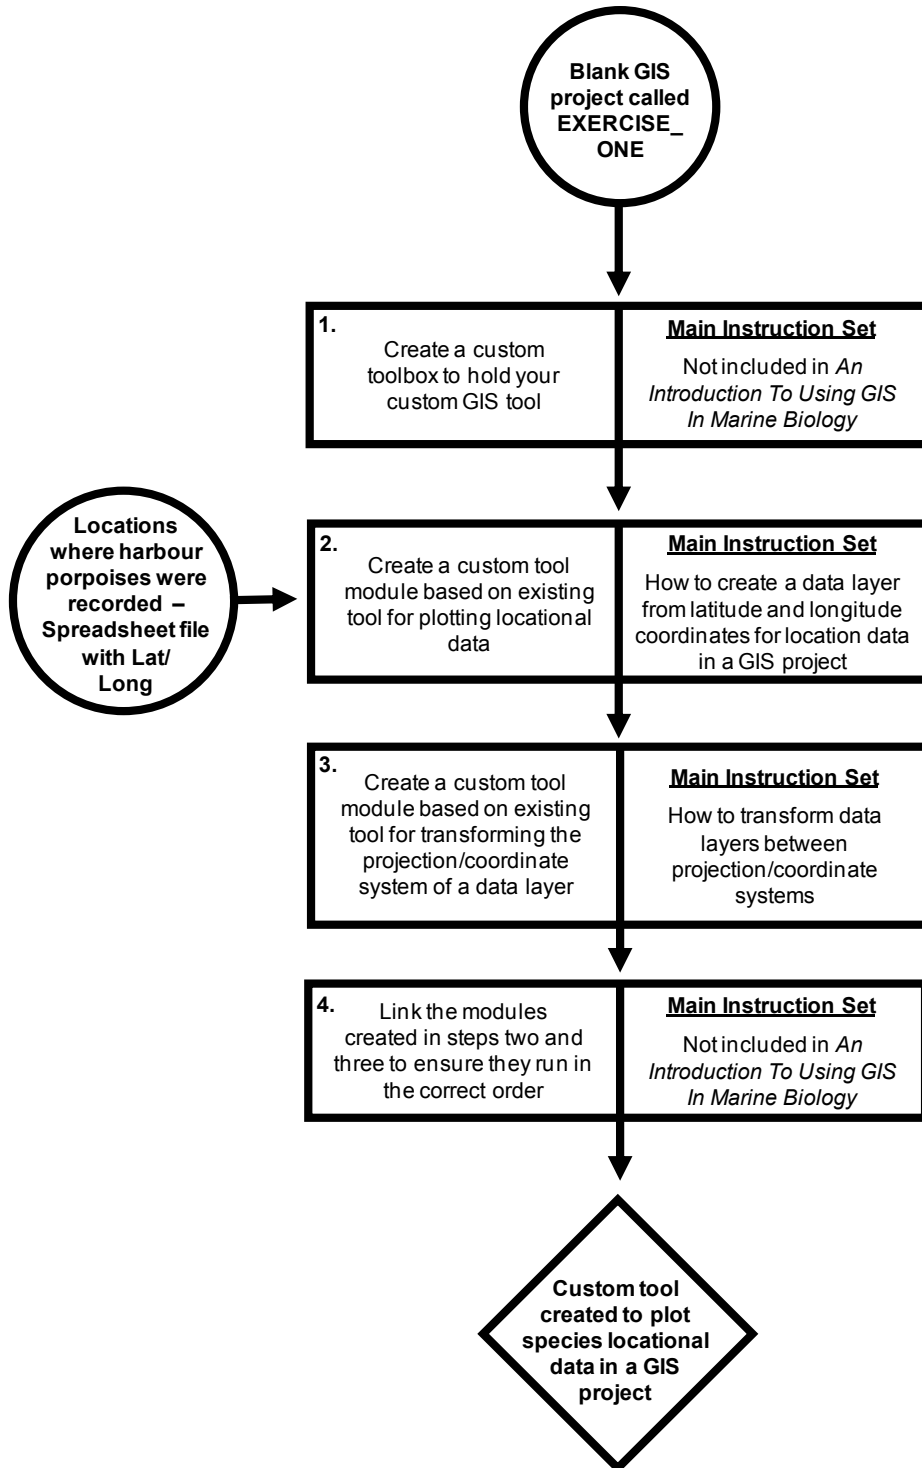 Blank GIS
project called
EXERCISE_
ONE
1.
Create a custom
toolbox to hold your
custom GIS tool
Main Instruction Set
Not included in An
Introduction To Using GIS
In Marine Biology
Locations
where harbour
porpoises were
recorded –
Spreadsheet file
with Lat/
Long
2.
Create a custom tool
module based on existing
tool for plotting locational
data
Main Instruction Set
How to create a data layer
from latitude and longitude
coordinates for location data
in a GIS project
3.
Create a custom tool
module based on existing
tool for transforming the
projection/coordinate
system of a data layer
Main Instruction Set
How to transform data
layers between
projection/coordinate
systems
4.
Link the modules
created in steps two and
three to ensure they run in
the correct order
Main Instruction Set
Not included in An
Introduction To Using GIS
In Marine Biology
Custom tool
created to plot
species locational
data in a GIS
project